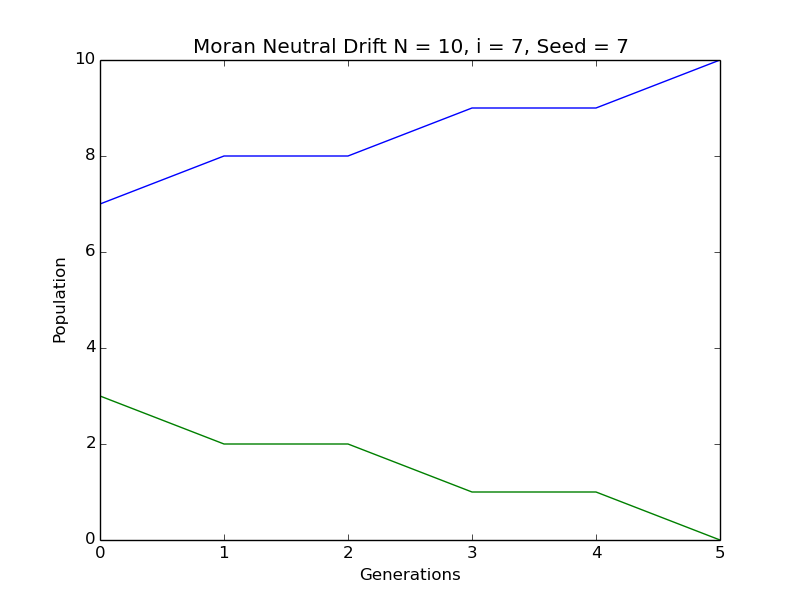 Moran Neutral Drift N = 10, i = 7, Seed = 7
10
8
6
4
2
0
Population
0 1 2 3 4 5
Generations